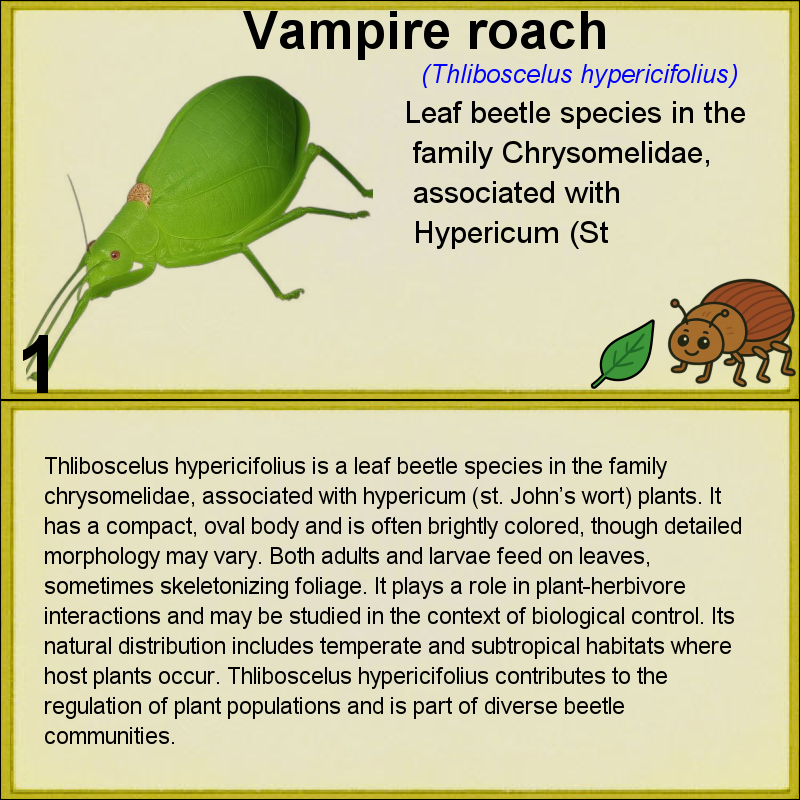 Vampire roach
(Thliboscelus hypericifolius)
Leaf beetle species in the
family Chrysomelidae,
associated with
Hypericum (St
1
Thliboscelus hypericifolius is a leaf beetle species in the family
chrysomelidae, associated with hypericum (st. John’s wort) plants. It
has a compact, oval body and is often brightly colored, though detailed
morphology may vary. Both adults and larvae feed on leaves,
sometimes skeletonizing foliage. It plays a role in plant-herbivore
interactions and may be studied in the context of biological control. Its
natural distribution includes temperate and subtropical habitats where
host plants occur. Thliboscelus hypericifolius contributes to the
regulation of plant populations and is part of diverse beetle
communities.